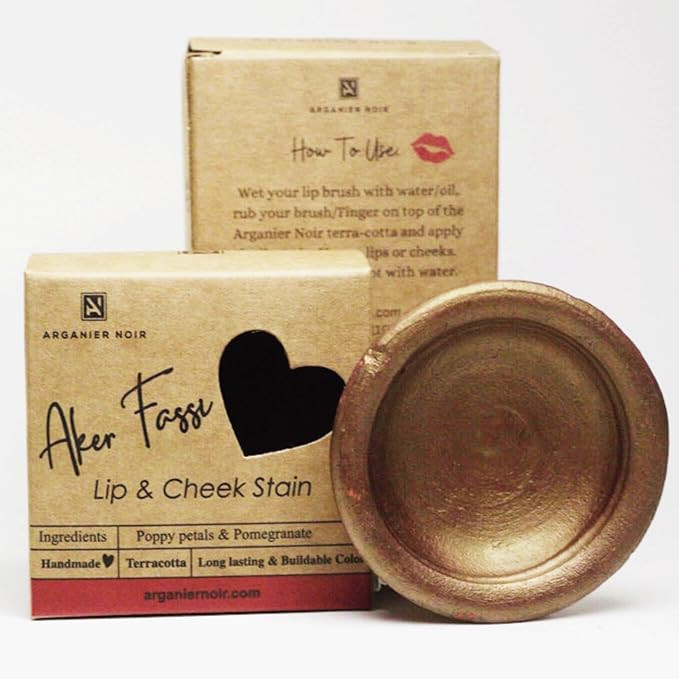 ARGANIER NOIR
How To Use:
Wet your lip brush with water/oil,
rub your brush/Finger on top of the
Arganier Noir terra-cotta and apply
lips or cheeks.
with water.
.com
ARGANIER NOIR
Aker Fassi
Lip & Cheek Stain
Ingredients
Poppy petals & Pomegranate
Handmade
Terracotta
Long lasting & Buildable Color
arganiernoir.com